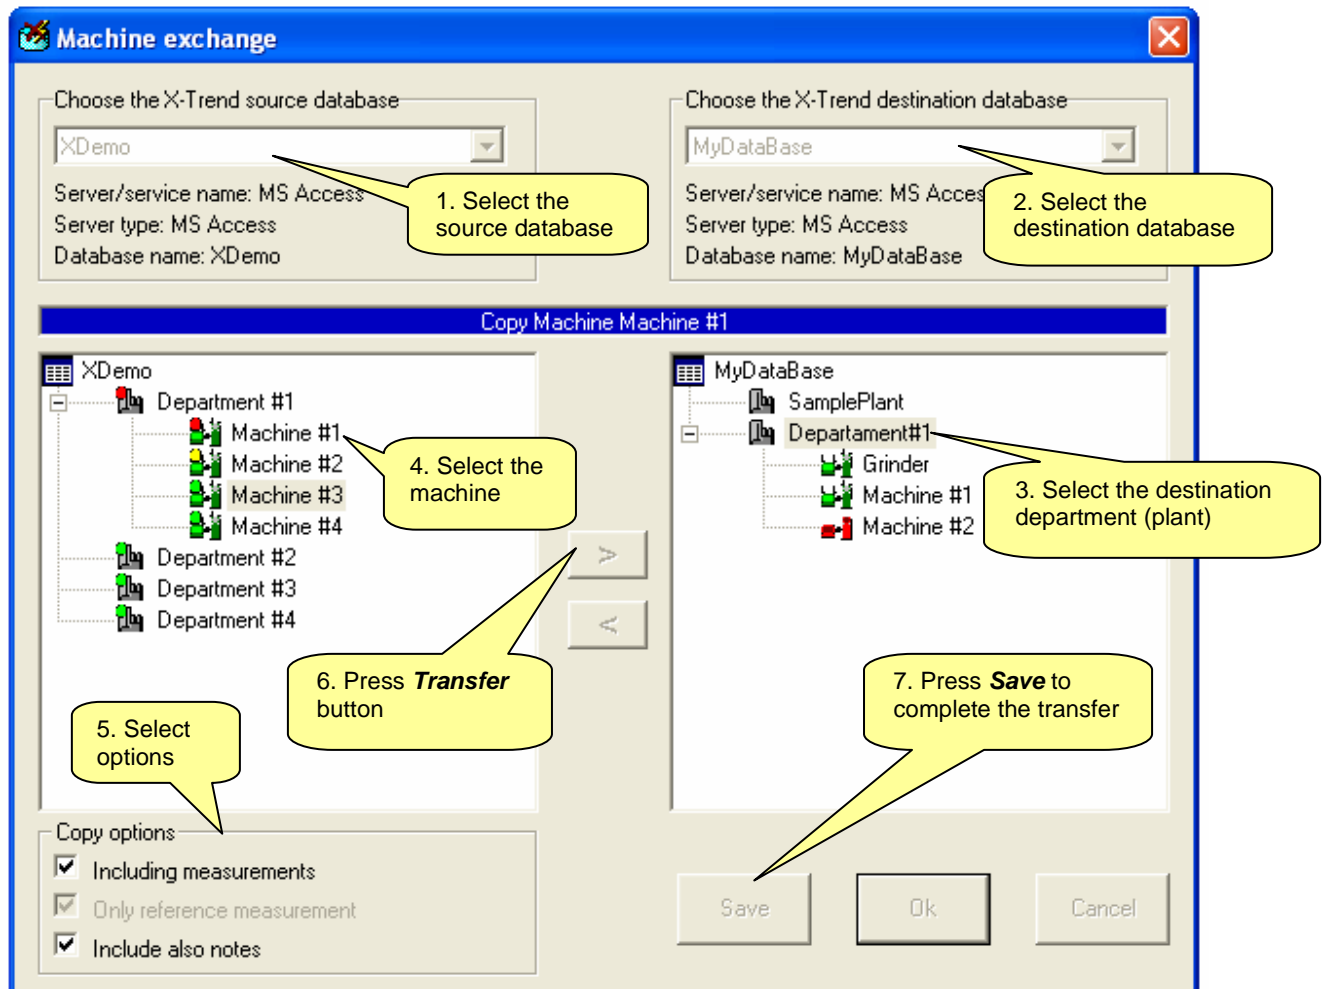 Machine exchange
Choose the X-Trend source database
XDemo
Server/service name: MS Access
Server type: MS Access
Database name: XDemo
1. Select the
source database
Choose the X-Trend destination database
MyDataBase
Server/service name: MS Acces
Server type: MS Access
Database name: MyDataBase
2. Select the
destination database
Copy Machine Machine #1
XDemo
Department #1
Machine #1
Machine #2
Machine #3
Machine #4
Department #2
Department #3
Department #4
4. Select the
machine
>
<
MyDataBase
SamplePlant
Departament#1
Grinder
Machine #1
Machine #2
3. Select the destination
department (plant)
6. Press Transfer
button
7. Press Save to
complete the transfer
5. Select
options
Copy options
Including measurements
Only reference measurement
Include also notes
Save
Ok
Cancel